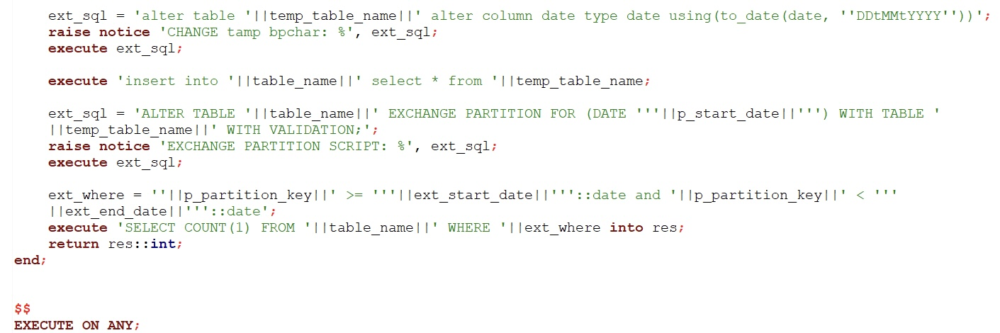 ext_sql = 'alter table '||temp_table_name||' alter column date type date using(to_date(date, ''DDtMMtYYYY''))';
raise notice 'CHANGE tamp bpchar: %', ext_sql;
execute ext_sql;
execute 'insert into '||table_name||' select * from '||temp_table_name;
ext_sql = 'ALTER TABLE '||table_name||' EXCHANGE PARTITION FOR (DATE '''||p_start_date||''') WITH TABLE '
||temp_table_name||' WITH VALIDATION;';
raise notice 'EXCHANGE PARTITION SCRIPT: %', ext_sql;
execute ext_sql;
ext_where = ''||p_partition_key||' >= '''||ext_start_date||'''::date and '||p_partition_key||' < '''
||ext_end_date||'''::date';
execute 'SELECT COUNT(1) FROM '||table_name||' WHERE '||ext_where into res;
return res::int;
end;
$$
EXECUTE ON ANY;